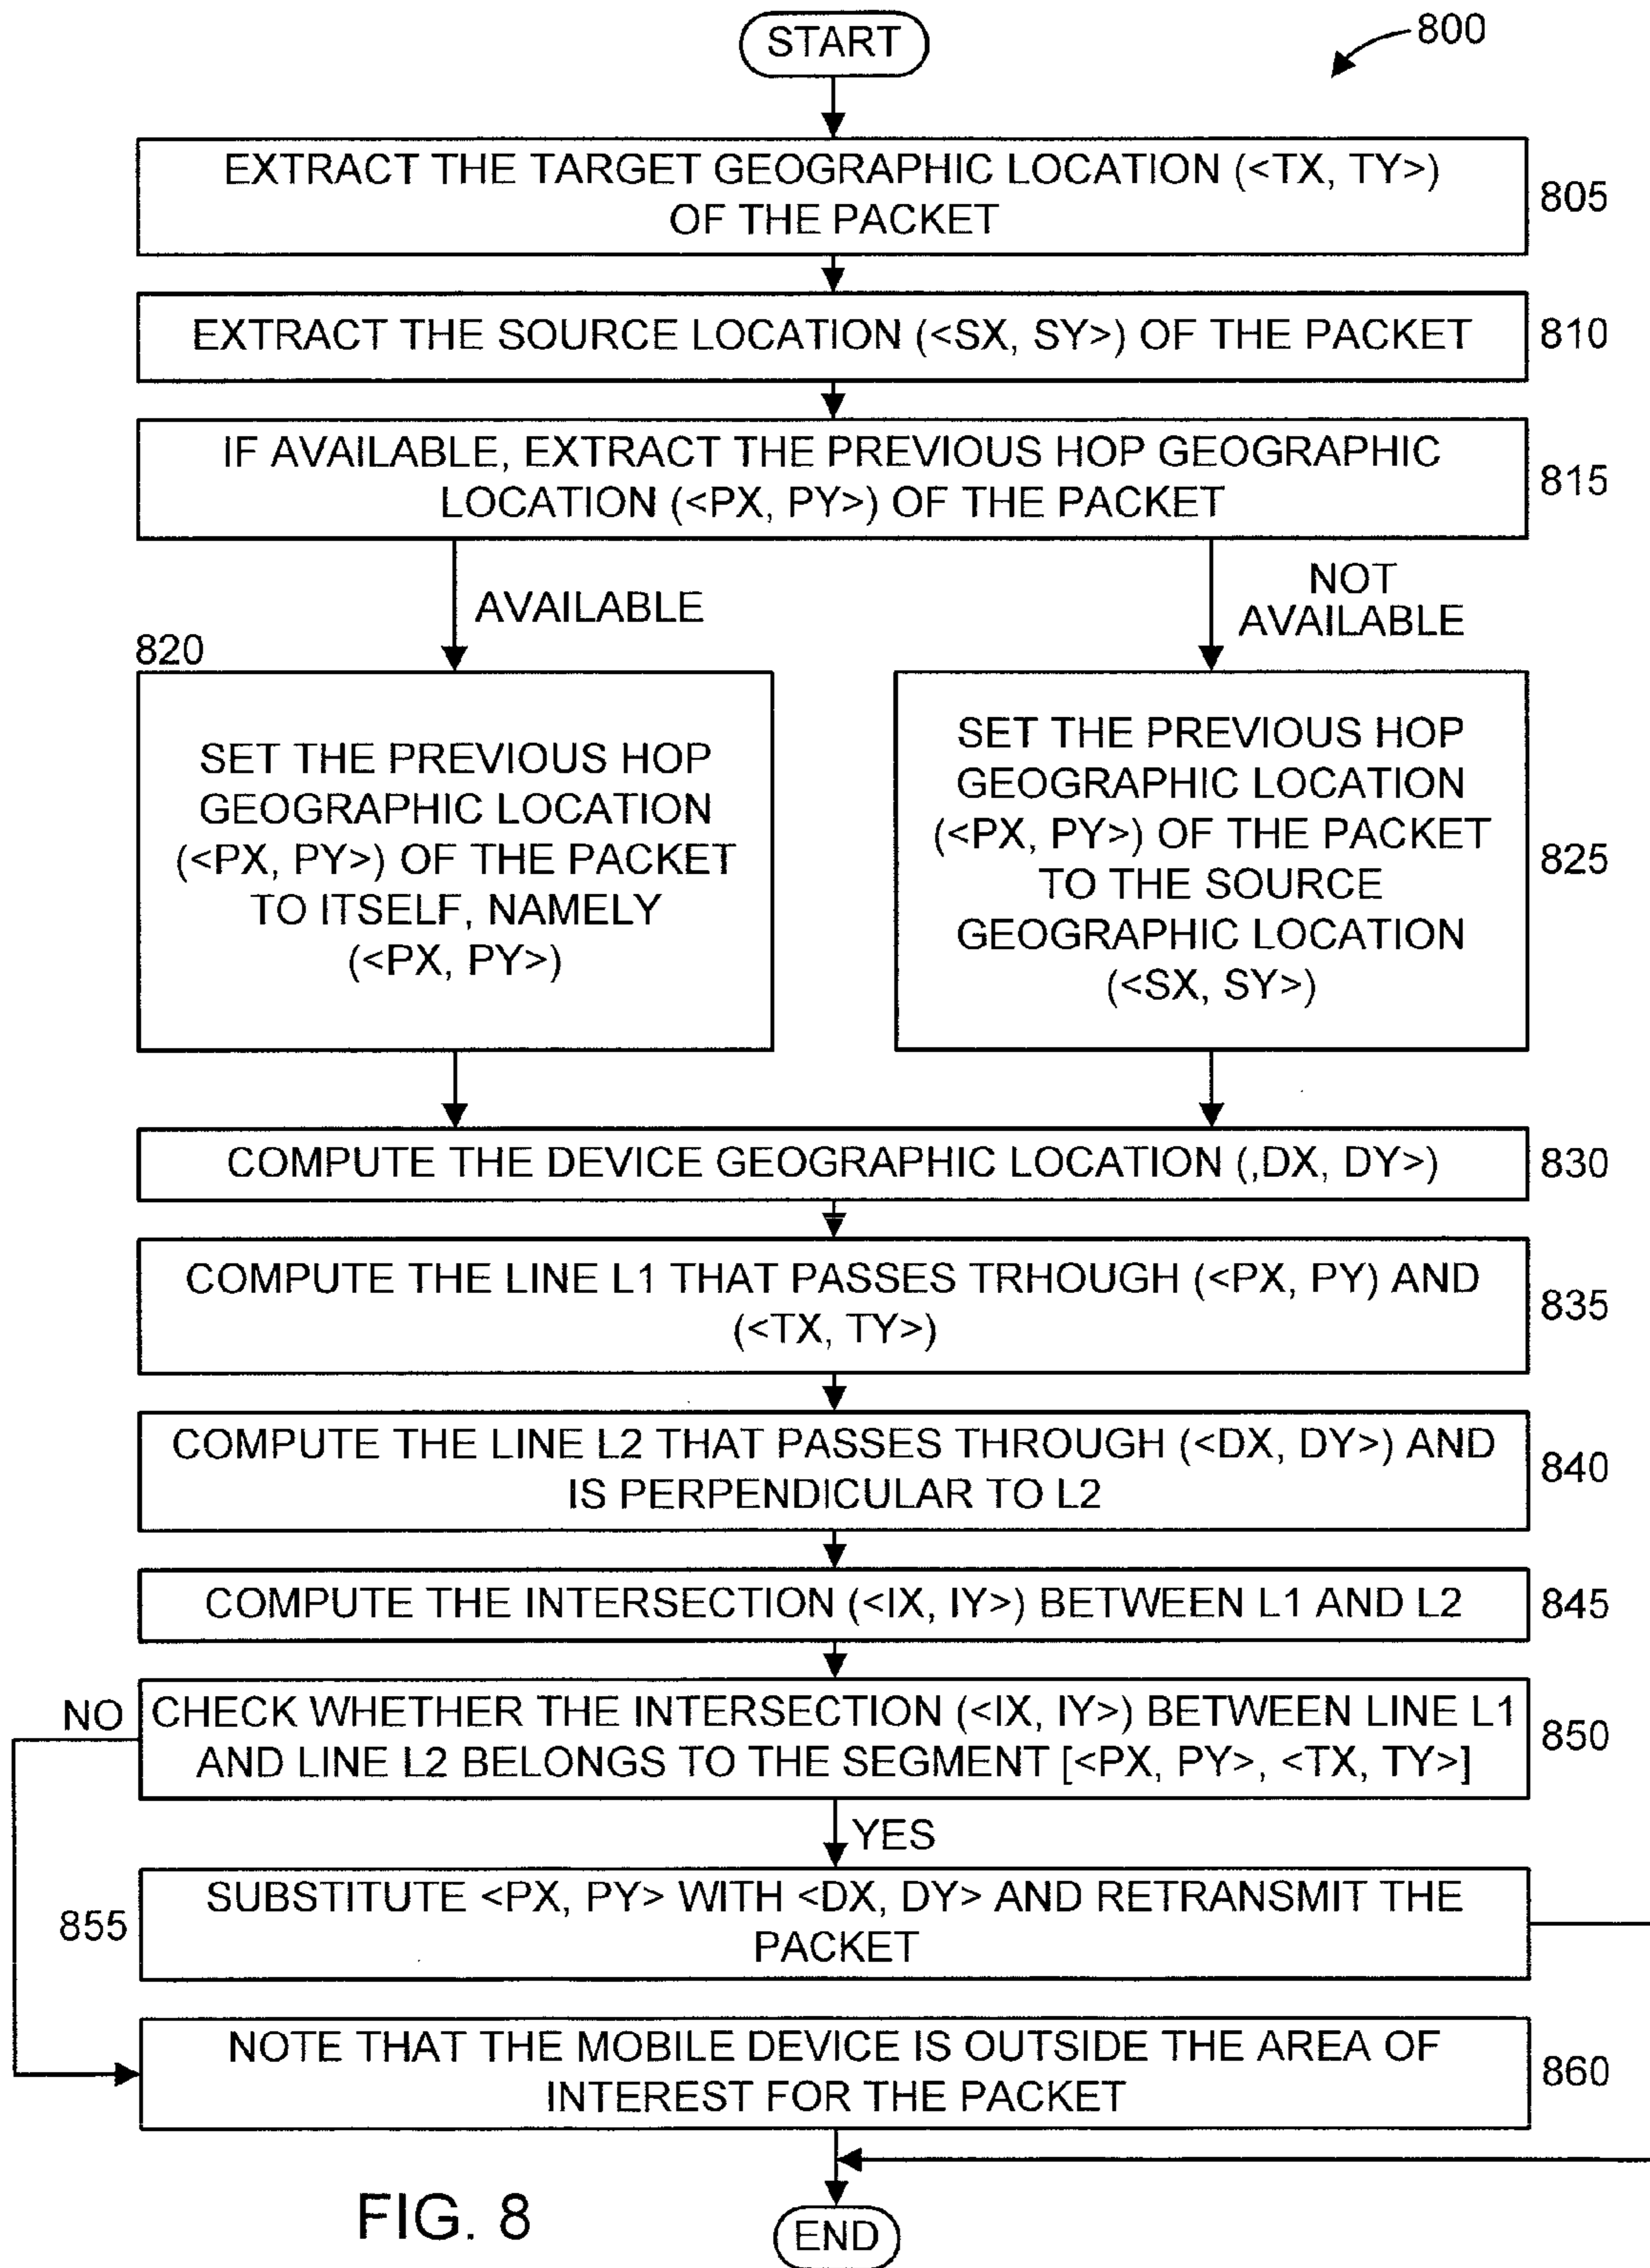 START
800
EXTRACT THE TARGET GEOGRAPHIC LOCATION (<TX, TY>)
OF THE PACKET
805
EXTRACT THE SOURCE LOCATION (<SX, SY>) OF THE PACKET
810
IF AVAILABLE, EXTRACT THE PREVIOUS HOP GEOGRAPHIC
LOCATION (<PX, PY>) OF THE PACKET
815
AVAILABLE
NOT
AVAILABLE
820
SET THE PREVIOUS HOP
GEOGRAPHIC LOCATION
(<PX, PY>) OF THE PACKET
TO ITSELF, NAMELY
(<PX, PY>)
SET THE PREVIOUS HOP
GEOGRAPHIC LOCATION
(<PX, PY>) OF THE PACKET
TO THE SOURCE
GEOGRAPHIC LOCATION
(<SX, SY>)
825
COMPUTE THE DEVICE GEOGRAPHIC LOCATION (,DX, DY>)
830
COMPUTE THE LINE L1 THAT PASSES TRHOUGH (<PX, PY) AND
(<TX, TY>)
835
COMPUTE THE LINE L2 THAT PASSES THROUGH (<DX, DY>) AND
IS PERPENDICULAR TO L2
840
COMPUTE THE INTERSECTION (<IX, IY>) BETWEEN L1 AND L2
845
NO
CHECK WHETHER THE INTERSECTION (<IX, IY>) BETWEEN LINE L1
AND LINE L2 BELONGS TO THE SEGMENT [<PX, PY>, <TX, TY>]
850
YES
SUBSTITUTE <PX, PY> WITH <DX, DY> AND RETRANSMIT THE
PACKET
855
NOTE THAT THE MOBILE DEVICE IS OUTSIDE THE AREA OF
INTEREST FOR THE PACKET
860
FIG. 8
END